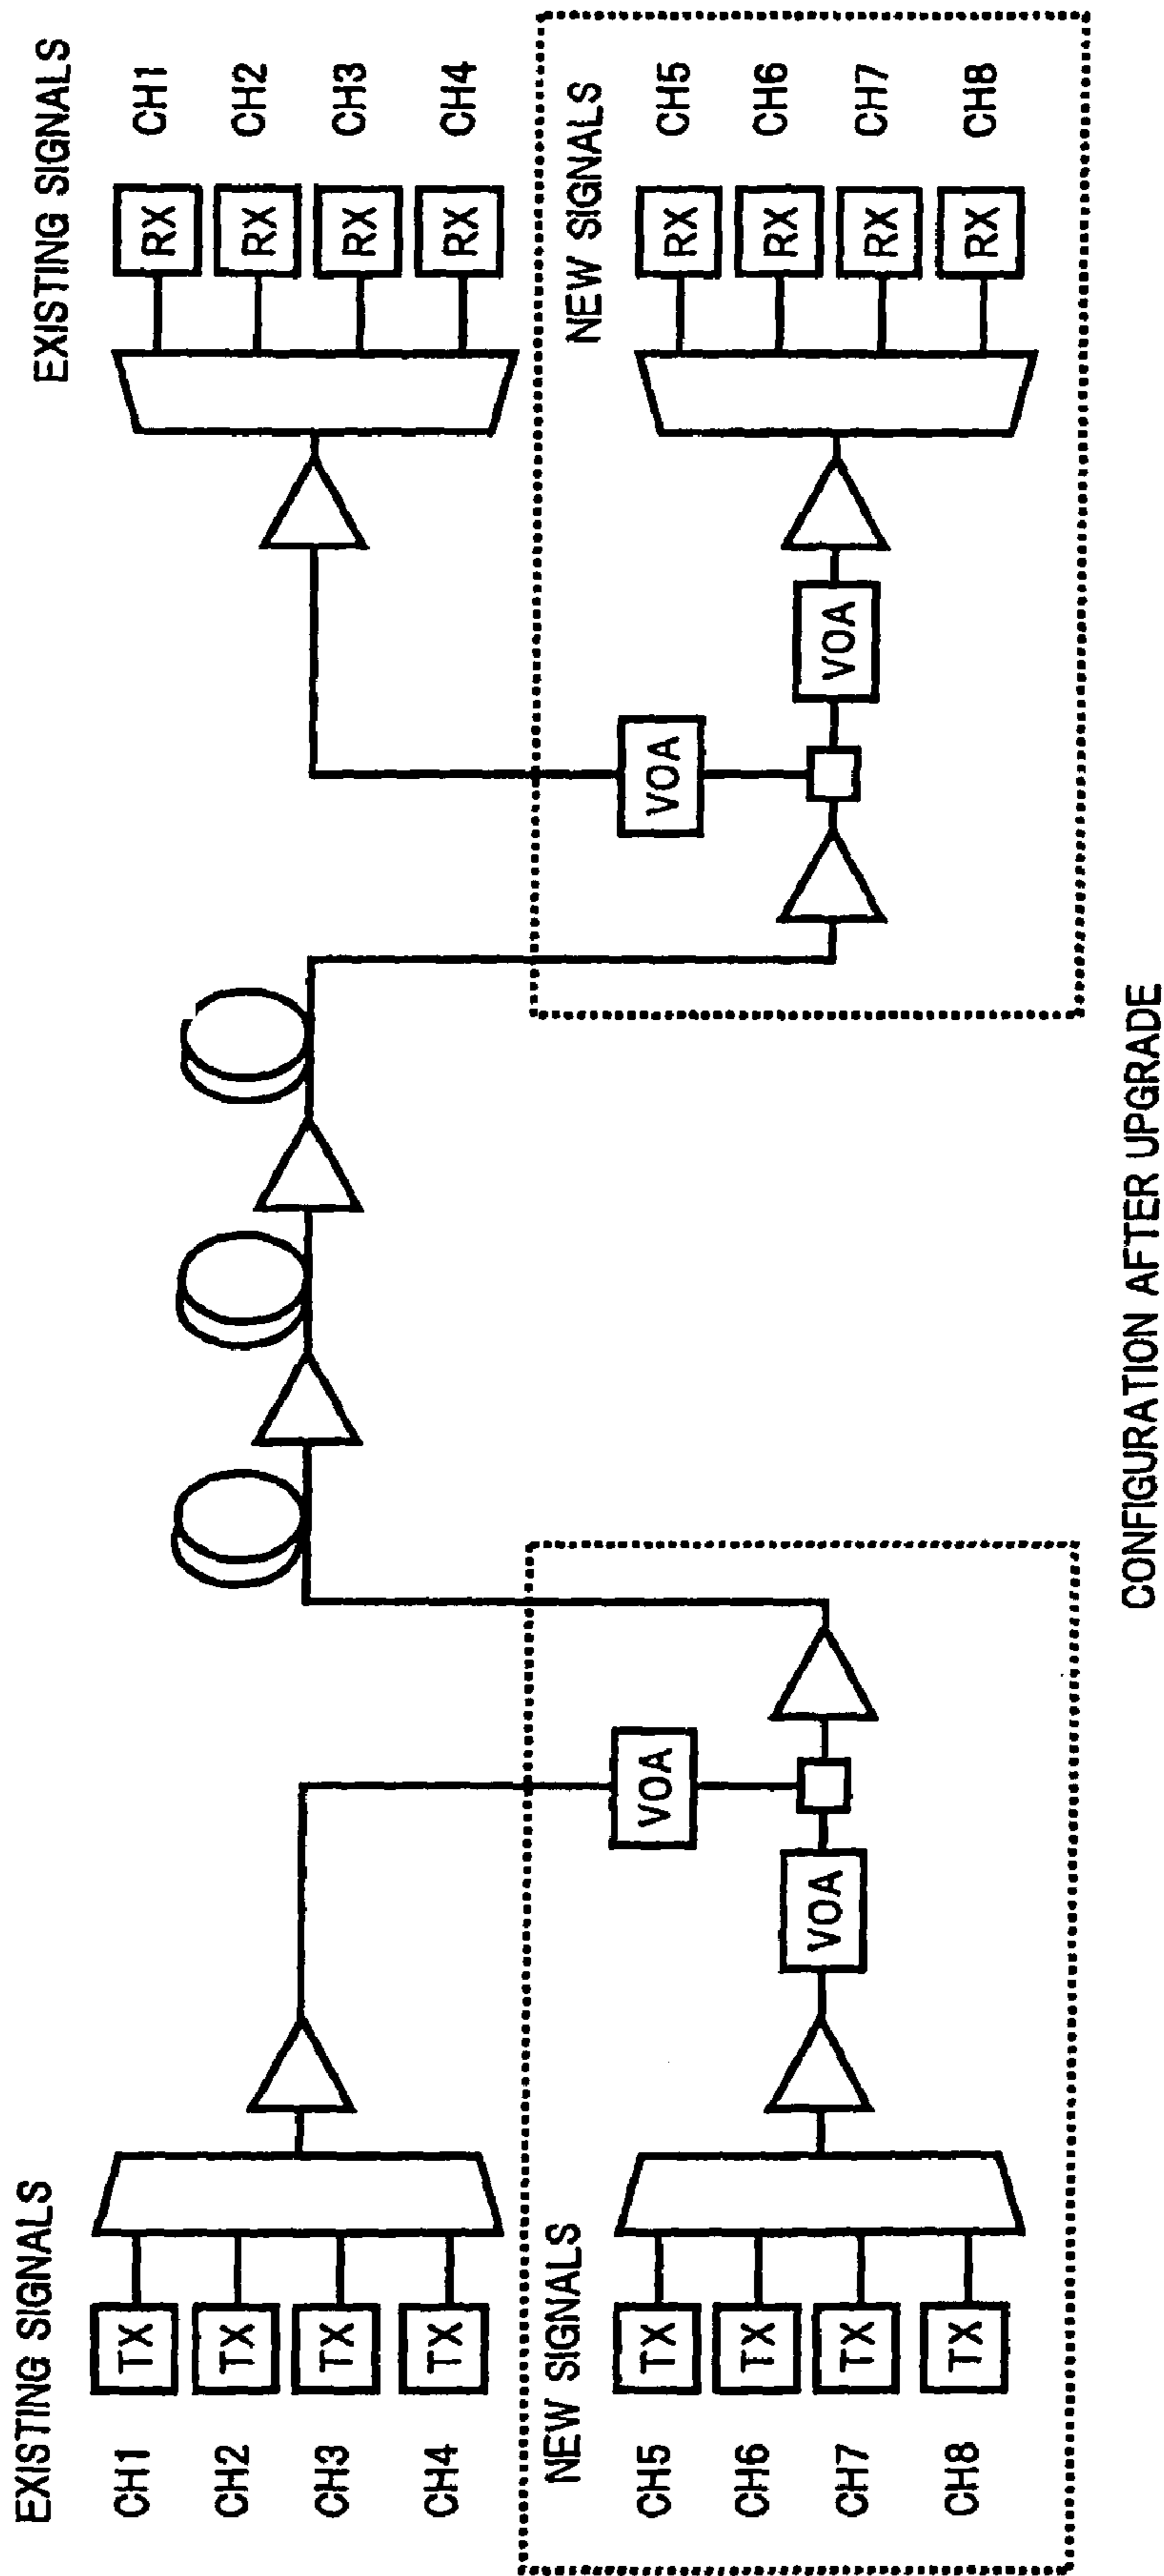 EXISTING SIGNALS
CH1
TX
CH2
TX
CH3
TX
CH4
TX
NEW SIGNALS
CH5
TX
CH6
TX
CH7
TX
CH8
TX
VOA
VOA
EXISTING SIGNALS
RX
CH1
RX
CH2
RX
CH3
RX
CH4
NEW SIGNALS
RX
CH5
RX
CH6
RX
CH7
RX
CH8
VOA
VOA
CONFIGURATION AFTER UPGRADE